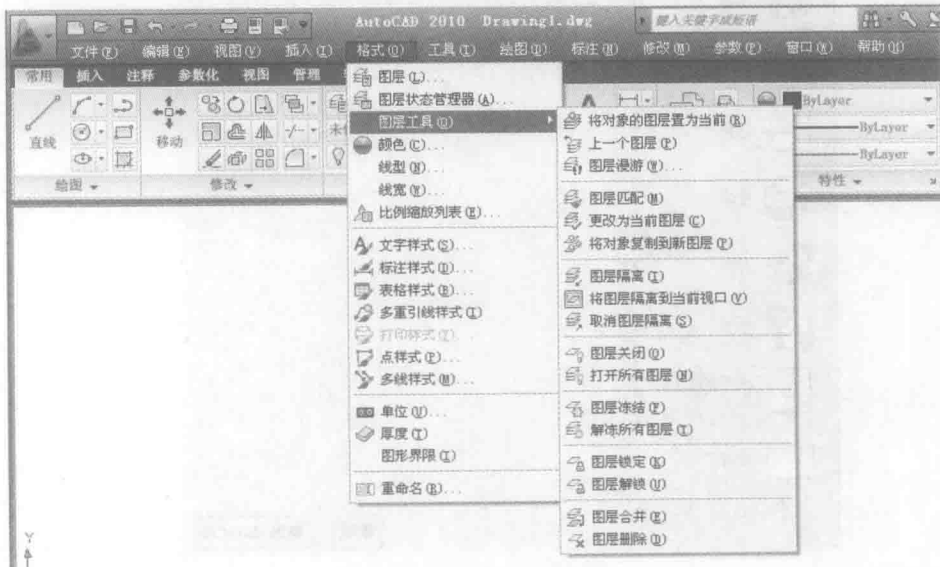 AutoCAD 2010 Drawing1.dwg 键入关键字或短语
文件(F) 编辑(E) 视图(V) 插入(I) 格式(O) 工具(T) 绘图(D) 标注(N) 修改(M) 参数(P) 窗口(W) 帮助(H)
常用 插入 注释 参数化 视图 管理
直线
移动
绘图
修改
图层(L)...
图层状态管理器(A)...
图层工具(O)
颜色(C)...
线型(N)...
线宽(W)...
比例缩放列表(E)...
文字样式(S)...
标注样式(D)...
表格样式(B)...
多重引线样式(I)
打印样式(Y)...
点样式(P)...
多线样式(M)...
单位(U)...
厚度(T)
图形界限(I)
重命名(R)...
将对象的图层置为当前(R)
上一个图层(P)
图层漫游(W)...
图层匹配(M)
更改为当前图层(C)
将对象复制到新图层(P)
图层隔离(I)
将图层隔离到当前视口(V)
取消图层隔离(S)
图层关闭(O)
打开所有图层(N)
图层冻结(F)
解冻所有图层(T)
图层锁定(K)
图层解锁(U)
图层合并(E)
图层删除(D)
ByLayer
ByLayer
ByLayer
特性
Y